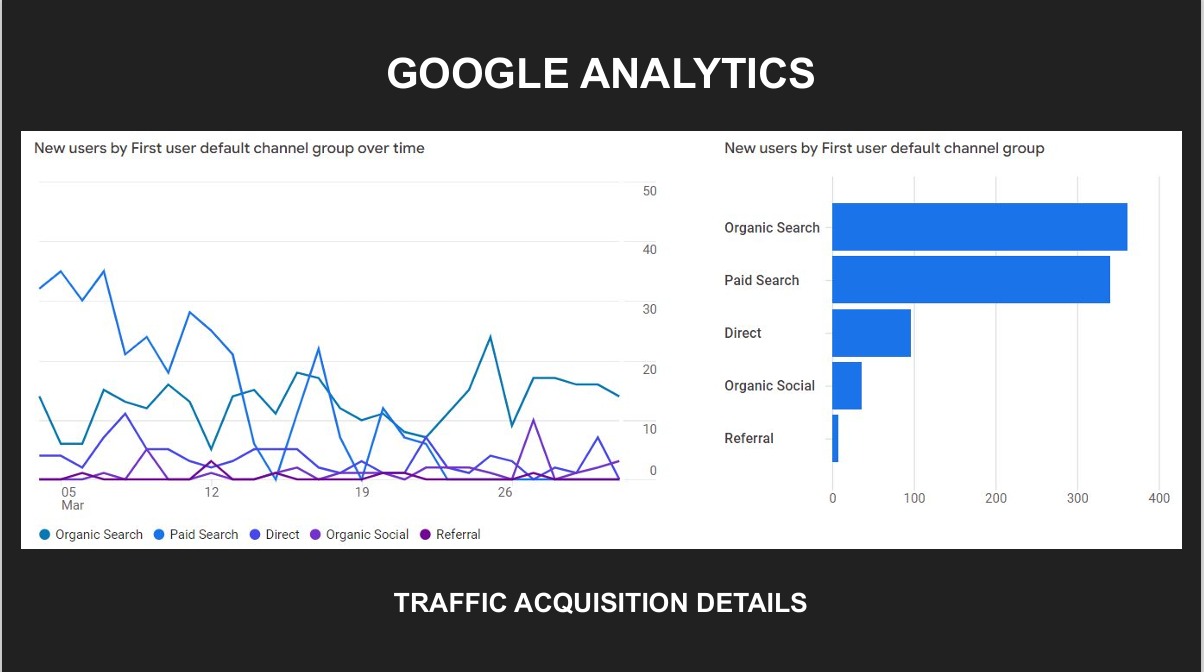 GOOGLE ANALYTICS
New users by First user default channel group over time
50
40
30
20
10
0
05 12 19 26
Mar
Organic Search Paid Search Direct Organic Social Referral
New users by First user default channel group
Organic Search
Paid Search
Direct
Organic Social
Referral
0 100 200 300 400
TRAFFIC ACQUISITION DETAILS